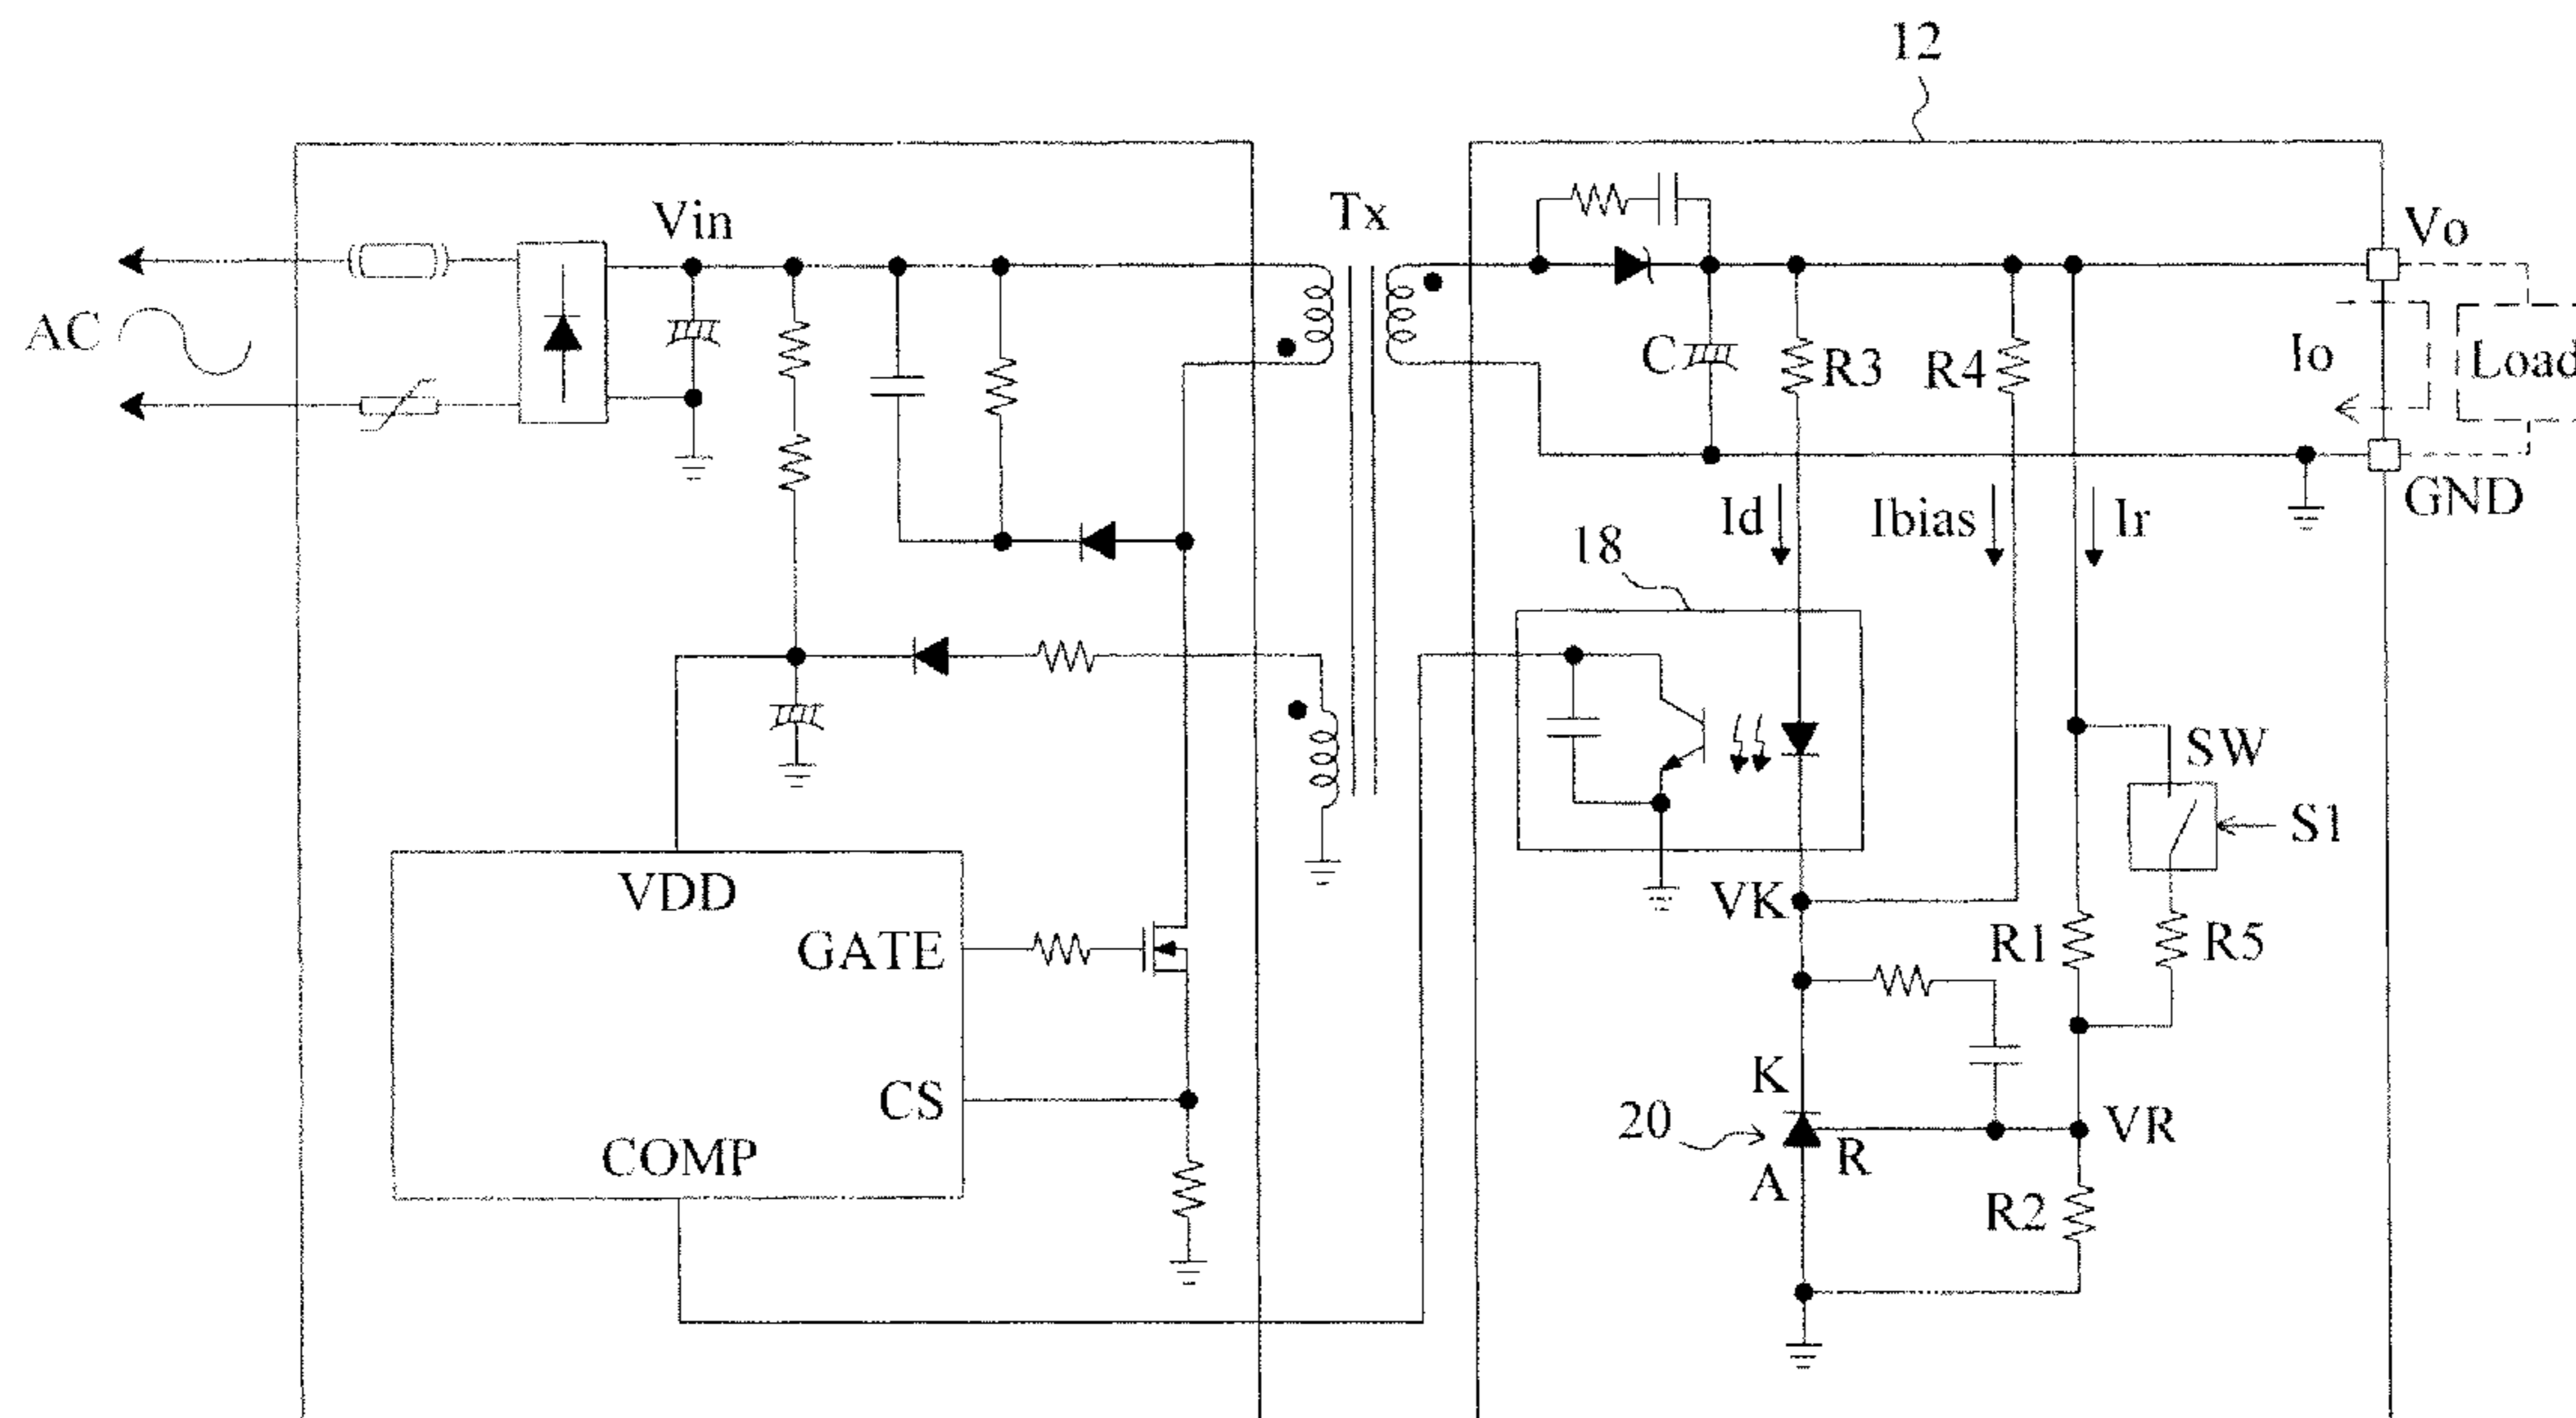 12
Vin
Tx
Vo
AC
C
R3
R4
Io
Load
GND
Id
Ibias
Ir
18
SW
S1
VDD
VK
GATE
R1
R5
CS
K
20
VR
COMP
R
A
R2